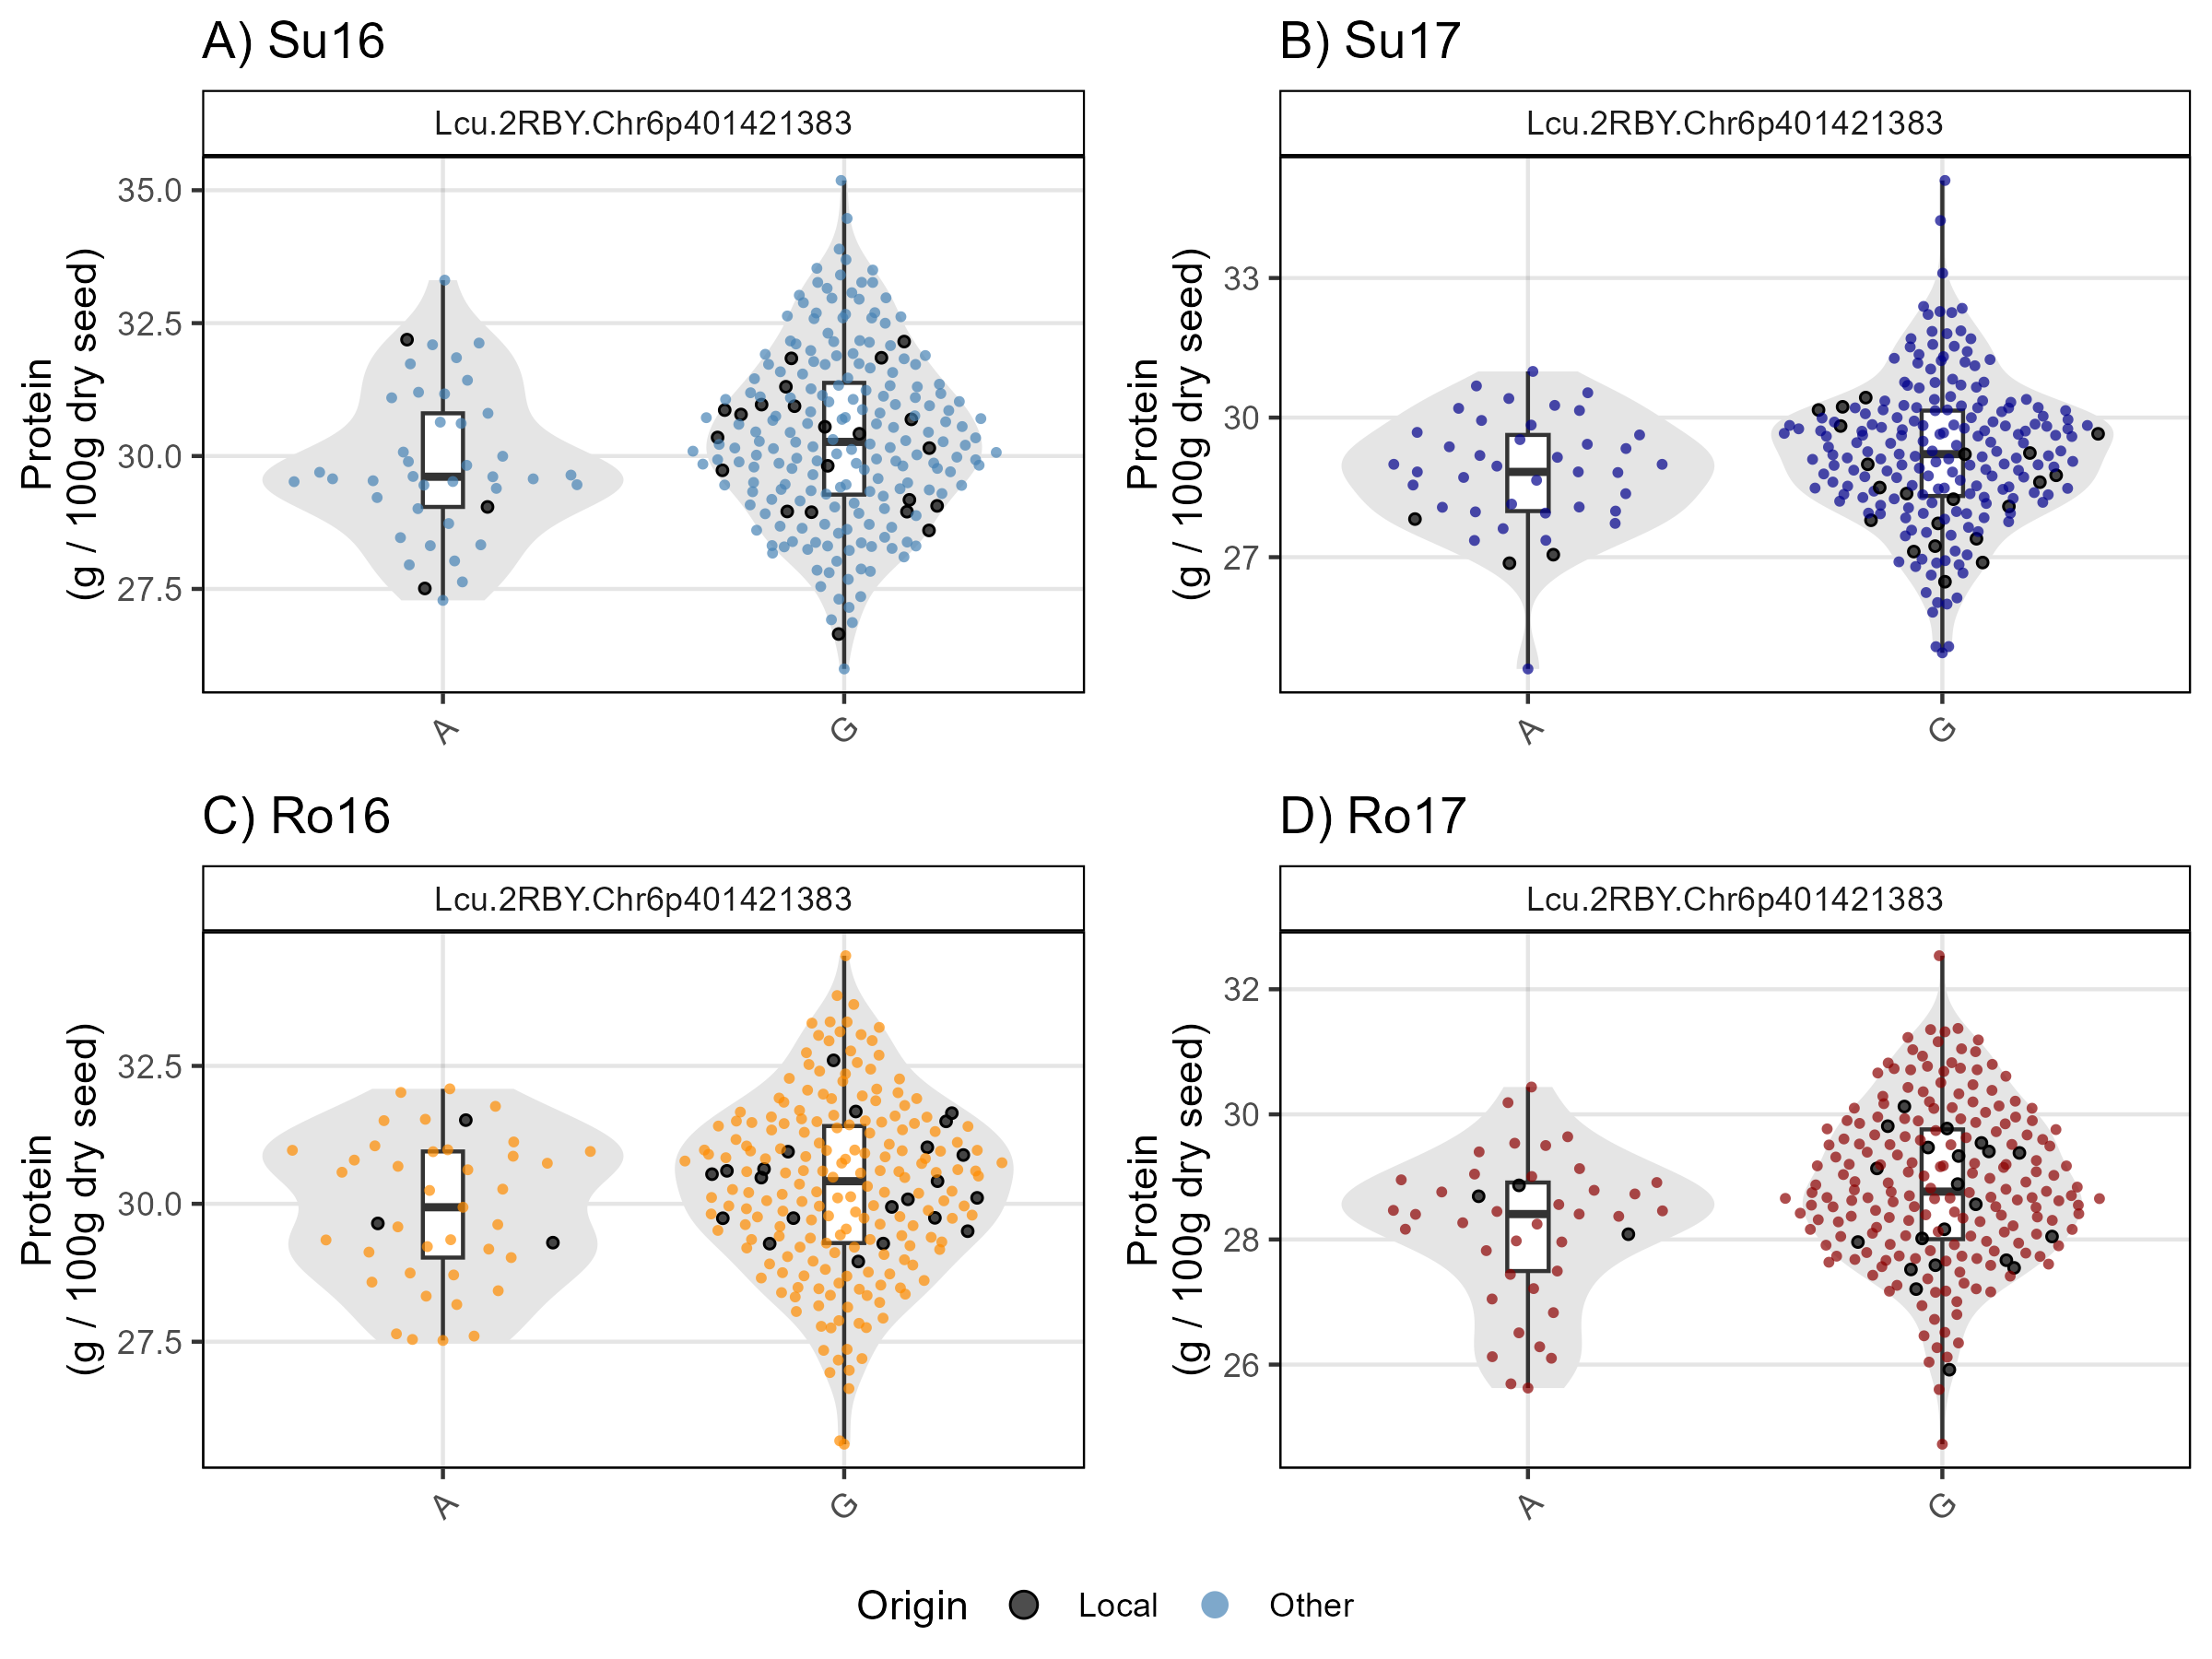 A) Su16
Lcu.2RBY.Chr6p401421383
Protein
(g / 100g dry seed)
35.0
32.5
30.0
27.5
A
G
B) Su17
Lcu.2RBY.Chr6p401421383
Protein
(g / 100g dry seed)
33
30
27
A
G
C) Ro16
Lcu.2RBY.Chr6p401421383
Protein
(g / 100g dry seed)
32.5
30.0
27.5
A
G
D) Ro17
Lcu.2RBY.Chr6p401421383
Protein
(g / 100g dry seed)
32
30
28
26
A
G
Origin
Local
Other